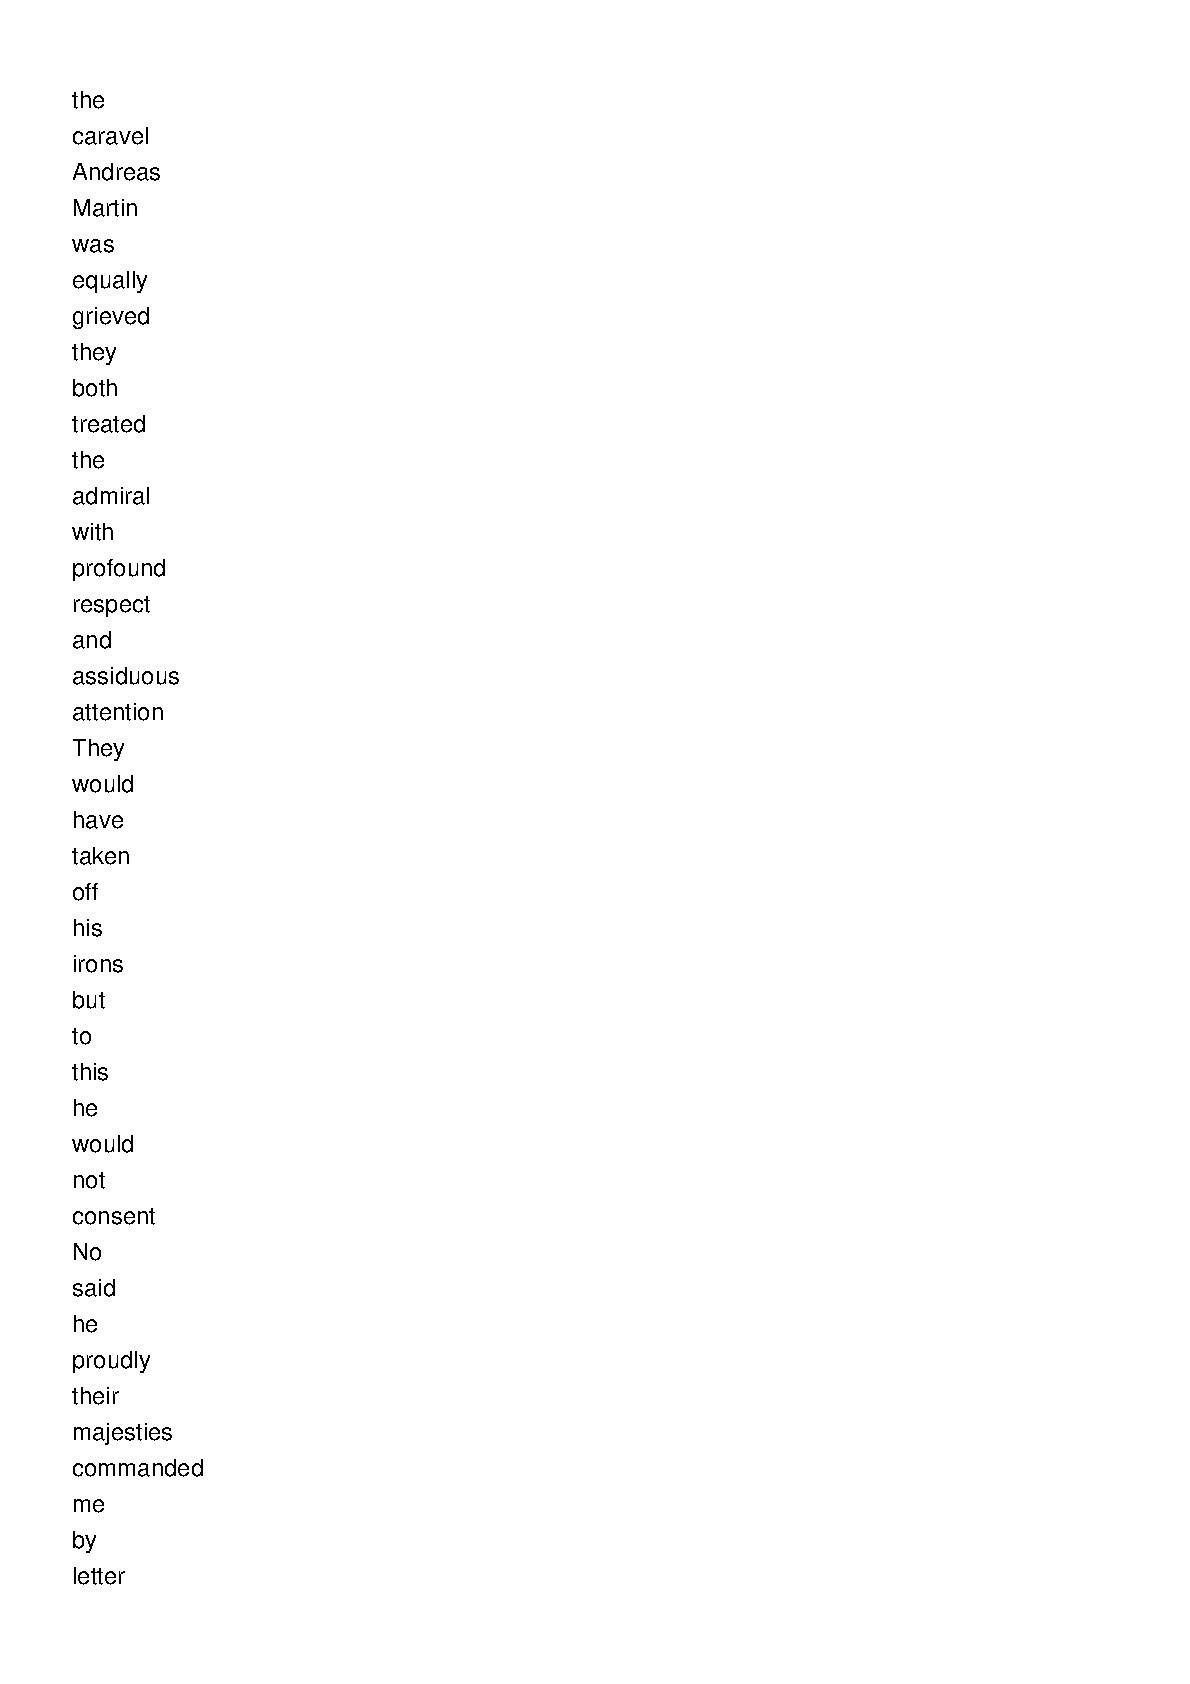 the
caravel
Andreas
Martin
was
equally
grieved
they
both
treated
the
admiral
with
profound
respect
and
assiduous
attention
They
would
have
taken
off
his
irons
but
to
this
he
would
not
consent
No
said
he
proudly
their
majesties
commanded
me
by
letter